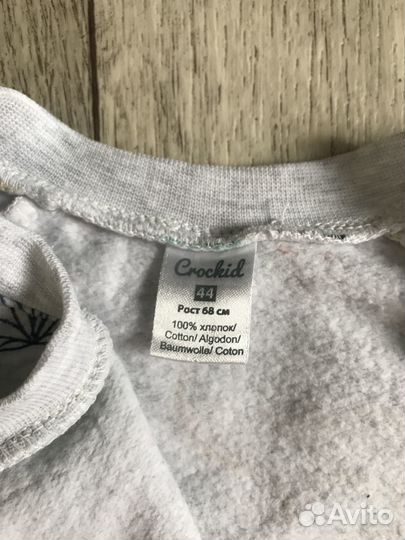 Crockid
44
Рост 68 см
100% хлопок/
Cotton/ Algodon/
Baumwolle/ Coton
Avito